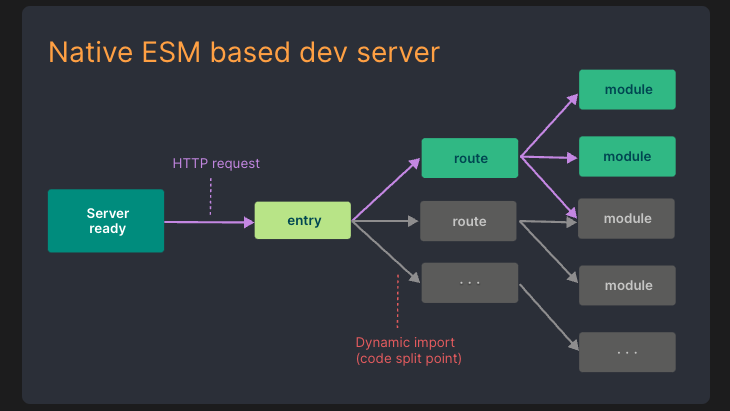 Native ESM based dev server
HTTP request
Server
ready
entry
route
route
· · ·
module
module
module
module
· · ·
Dynamic import
(code split point)